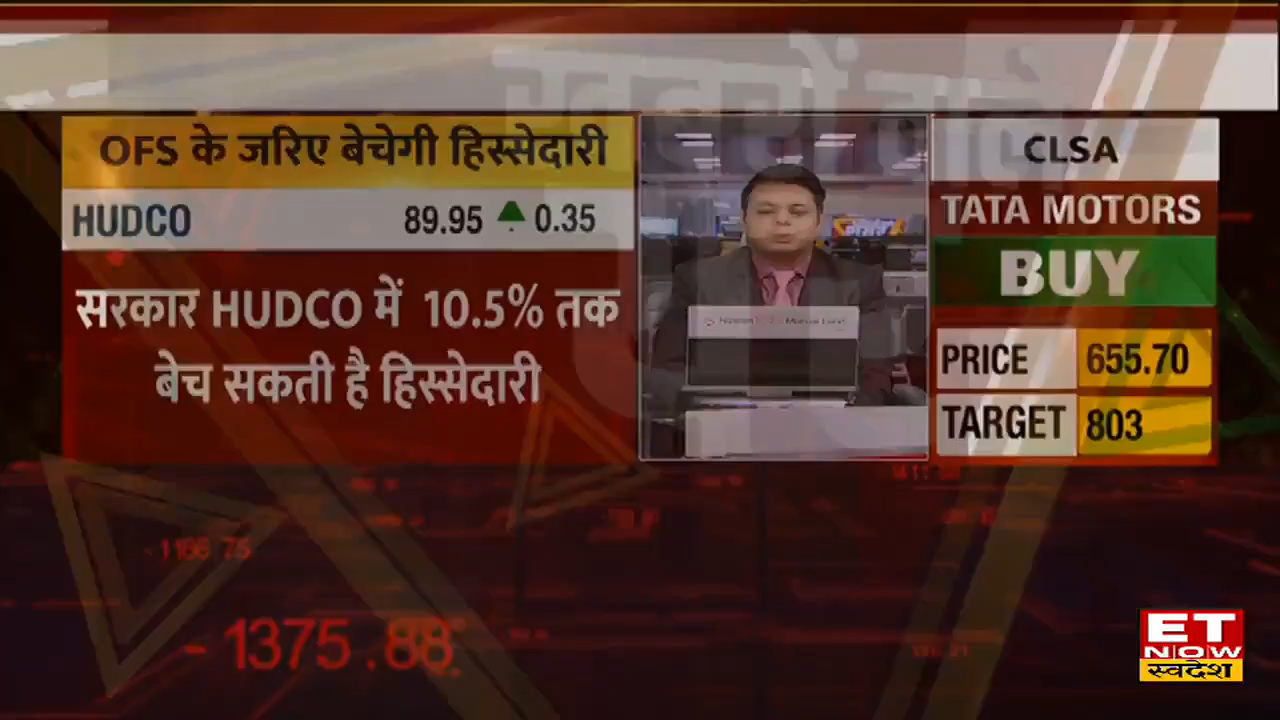 OFS के जरिए बेचेगी हिस्सेदारी
HUDCO 89.95 ▲ 0.35
सरकार HUDCO में 10.5% तक
बेच सकती है हिस्सेदारी
CLSA
TATA MOTORS
BUY
PRICE 655.70
TARGET 803
-1375.88
ET
NOW
स्वदेश